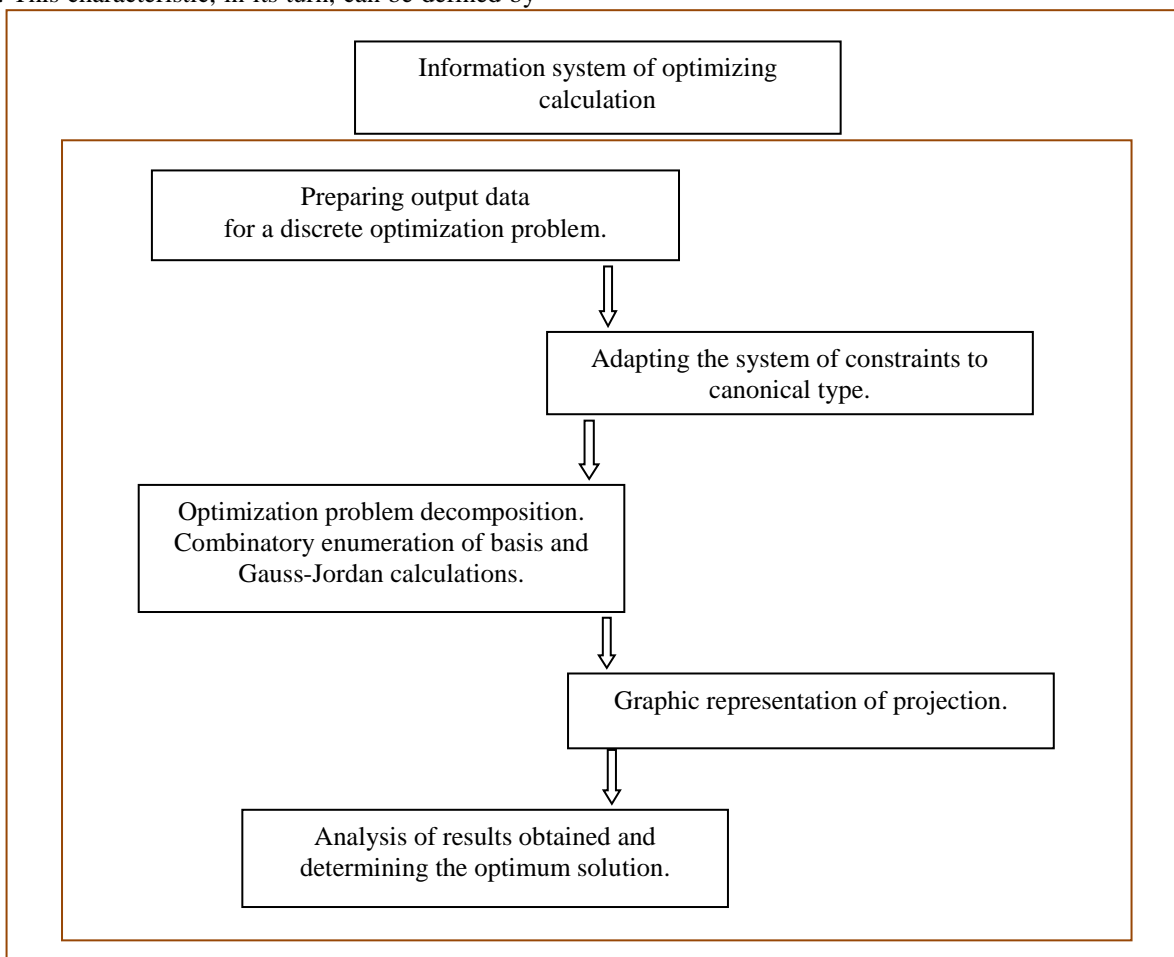 . This characteristic, in its turn, can be defined by
Information system of optimizing
calculation
Preparing output data
for a discrete optimization problem.
Adapting the system of constraints to
canonical type.
Optimization problem decomposition.
Combinatory enumeration of basis and
Gauss-Jordan calculations.
Graphic representation of projection.
Analysis of results obtained and
determining the optimum solution.